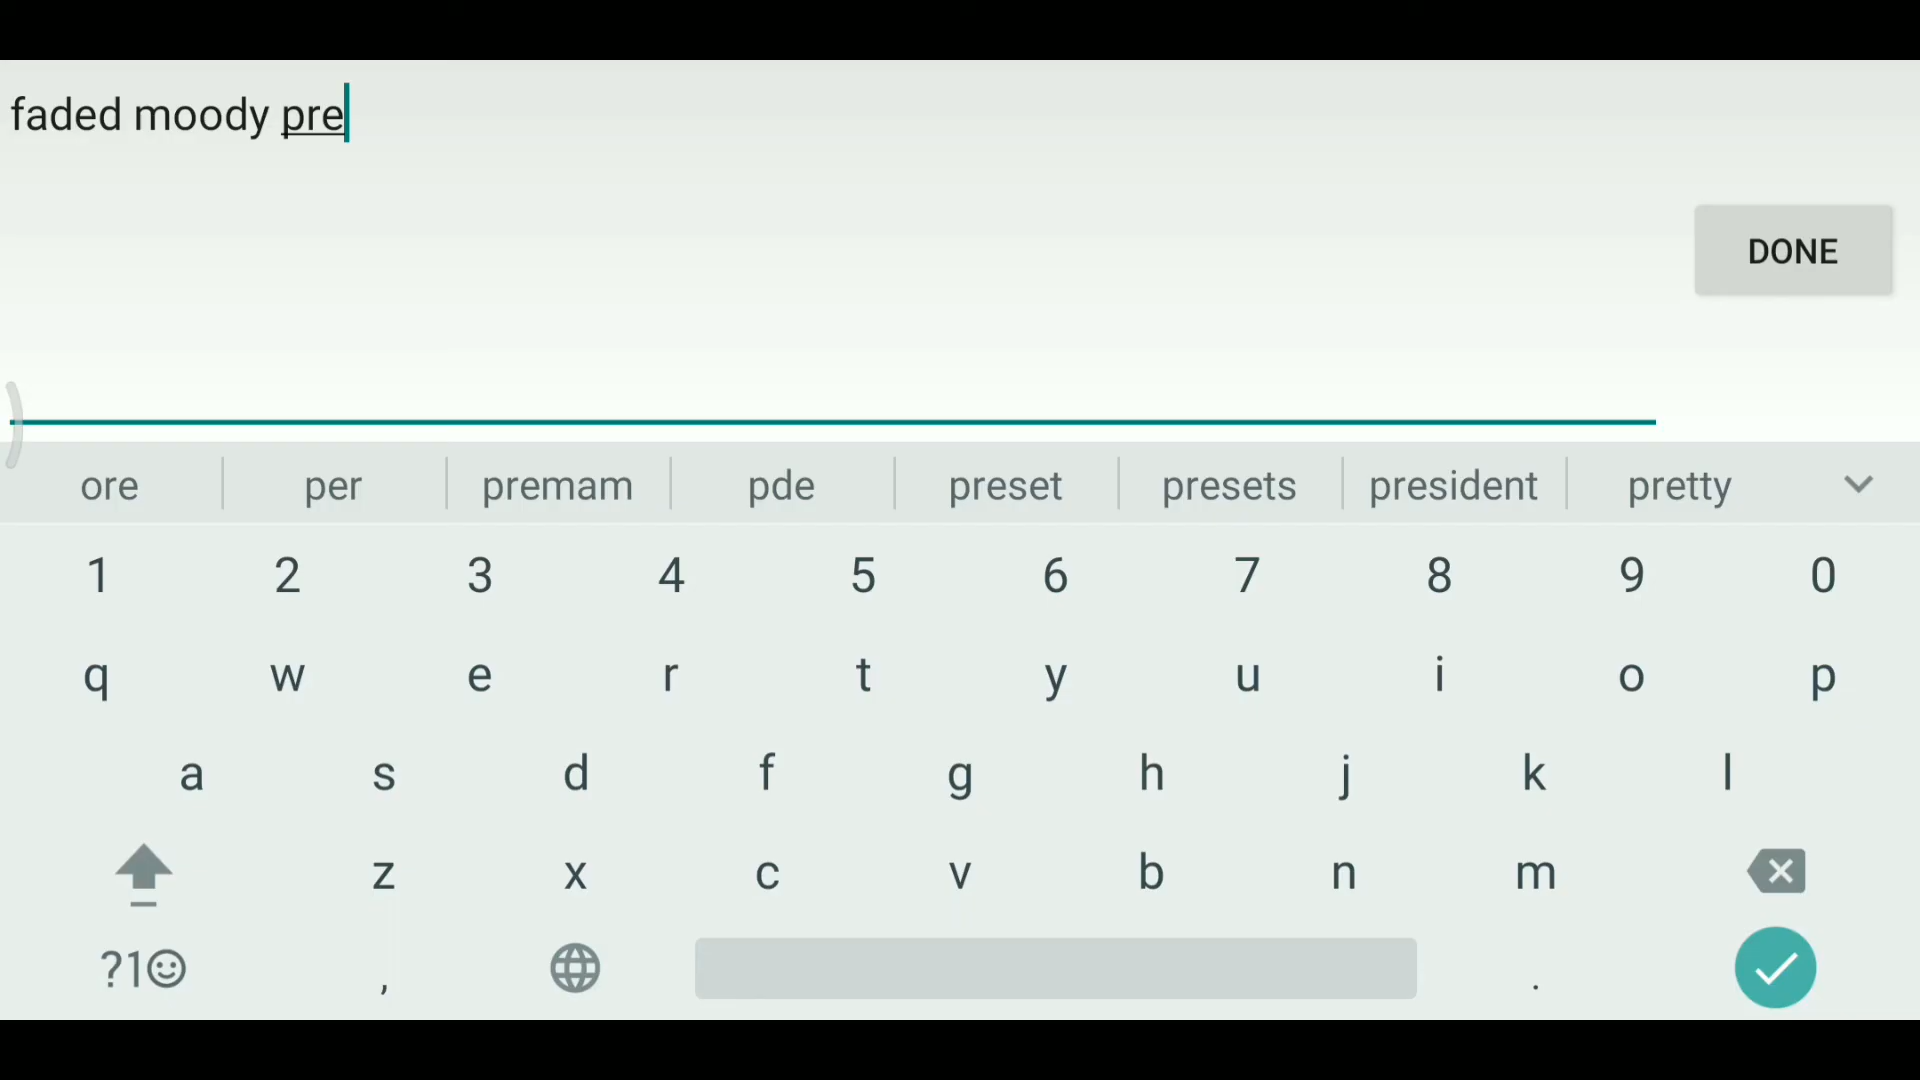 faded moody pre
DONE
ore per premam pde preset presets president pretty
1 2 3 4 5 6 7 8 9 0
q w e r t y u i o p
a s d f g h j k l
z x c v b n m
?1☺ , .